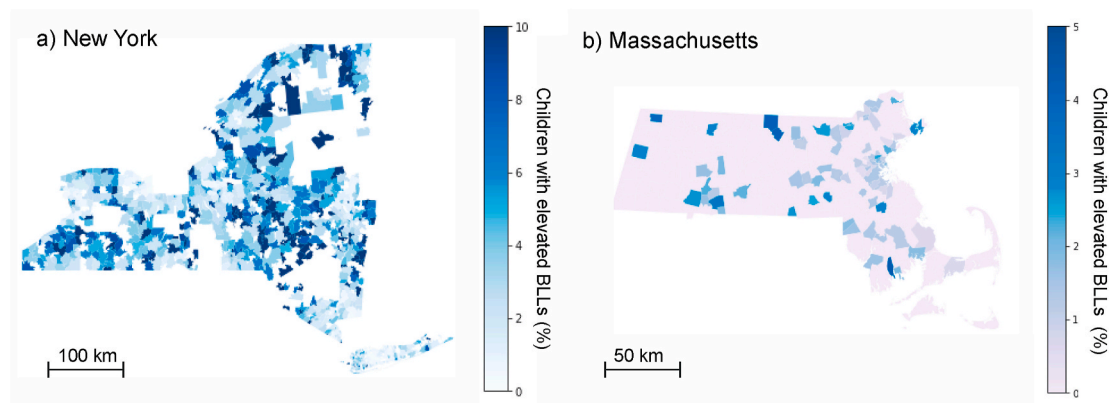 a) New York
100 km
10
8
6
4
2
0
Children with elevated BLLs (%)
b) Massachusetts
50 km
5
4
3
2
1
0
Children with elevated BLLs (%)